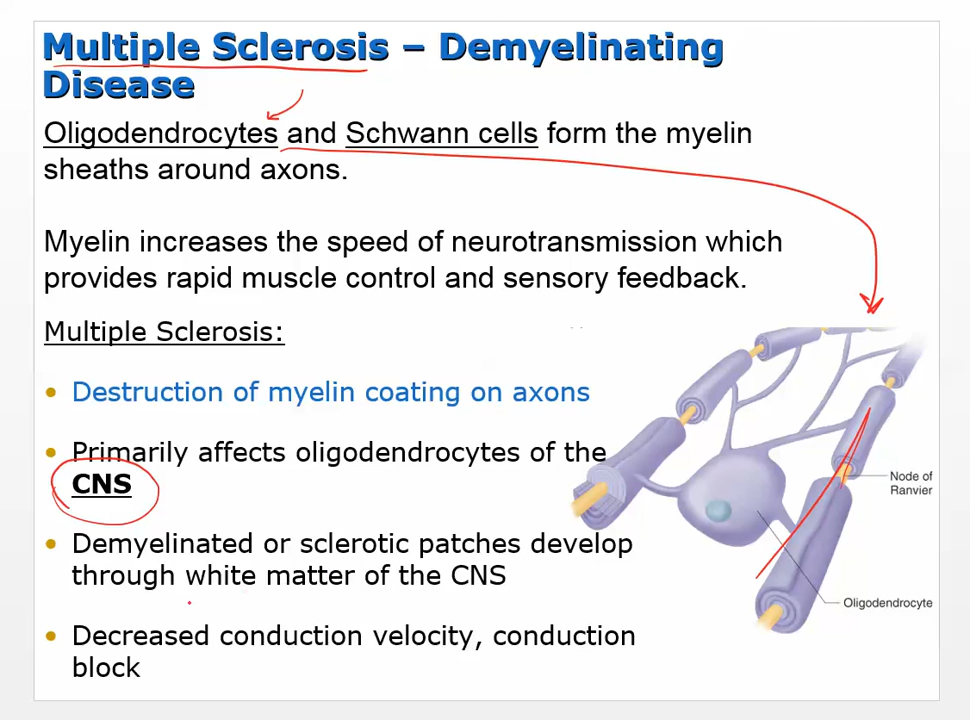 Multiple Sclerosis – Demyelinating
Disease
Oligodendrocytes and Schwann cells form the myelin
sheaths around axons.
Myelin increases the speed of neurotransmission which
provides rapid muscle control and sensory feedback.
Multiple Sclerosis:
• Destruction of myelin coating on axons
• Primarily affects oligodendrocytes of the
CNS
• Demyelinated or sclerotic patches develop
through white matter of the CNS
• Decreased conduction velocity, conduction
block
Node of
Ranvier
Oligodendrocyte